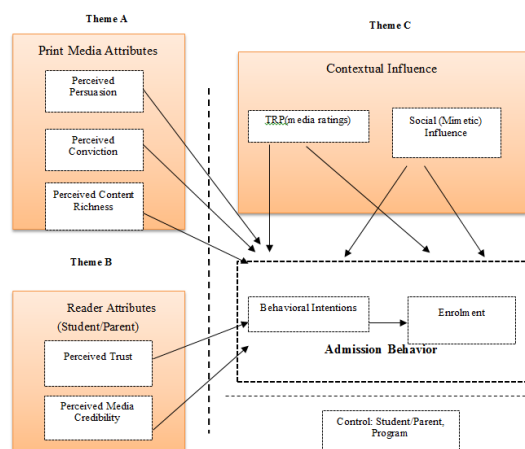 Theme A
Print Media Attributes
Perceived
Persuasion
Perceived
Conviction
Perceived Content
Richness
Theme B
Reader Attributes
(Student/Parent)
Perceived Trust
Perceived Media
Credibility
Theme C
Contextual Influence
TRP(media ratings)
Social (Mimetic)
Influence
Behavioral Intentions
Enrolment
Admission Behavior
Control: Student/Parent,
Program